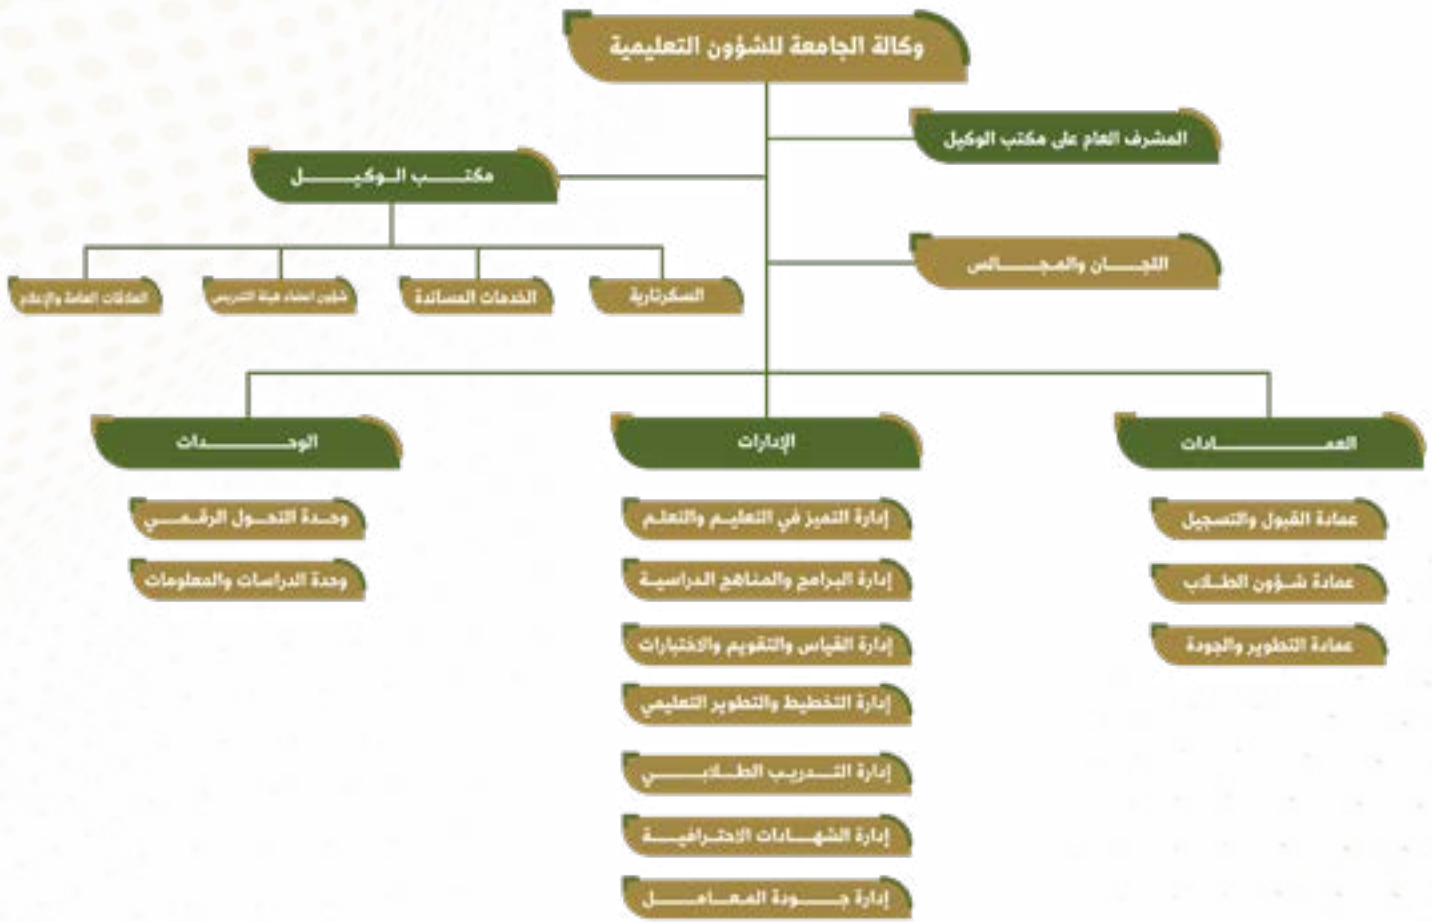 وكالة الجامعة للشؤون التعليمية
المشرف العام على مكتب الوكيل
مكتب الوكيل
اللجان والمجالس
السكرتارية
الخدمات المساندة
شؤون أعضاء هيئة التدريس
العلاقات العامة والإعلام
العمادات
الإدارات
الوحدات
عمادة القبول والتسجيل
عمادة شؤون الطلاب
عمادة التطوير والجودة
إدارة التميز في التعليم والتعلم
إدارة البرامج والمناهج الدراسية
إدارة القياس والتقويم والاختبارات
إدارة التخطيط والتطوير التعليمي
إدارة التدريب الطلابي
إدارة الشهادات الاحترافية
إدارة جودة المعامل
وحدة التحول الرقمي
وحدة الدراسات والمعلومات